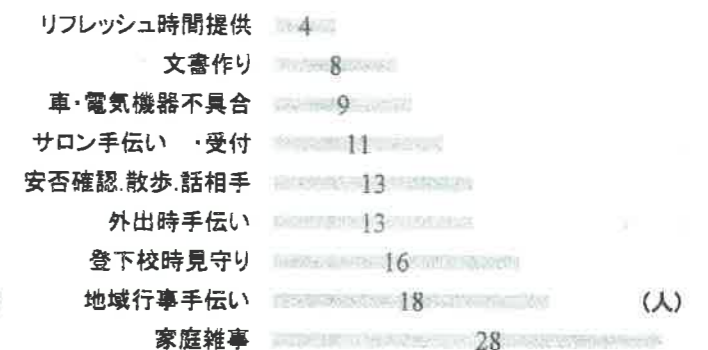 リフレッシュ時間提供 4
文書作り 8
車・電気機器不具合 9
サロン手伝い ・受付 11
安否確認.散歩.話相手 13
外出時手伝い 13
登下校時見守り 16
地域行事手伝い 18 (人)
家庭雑事 28